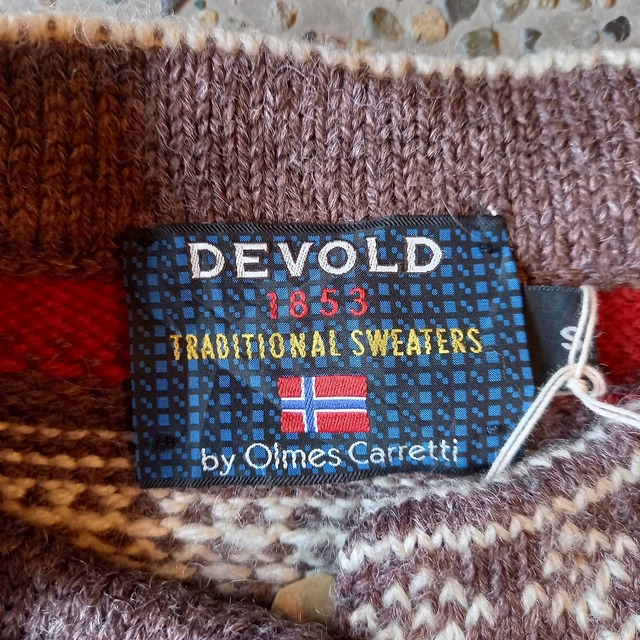 DEVOLD
1853
TRADITIONAL SWEATERS
by Olmes Carretti
S